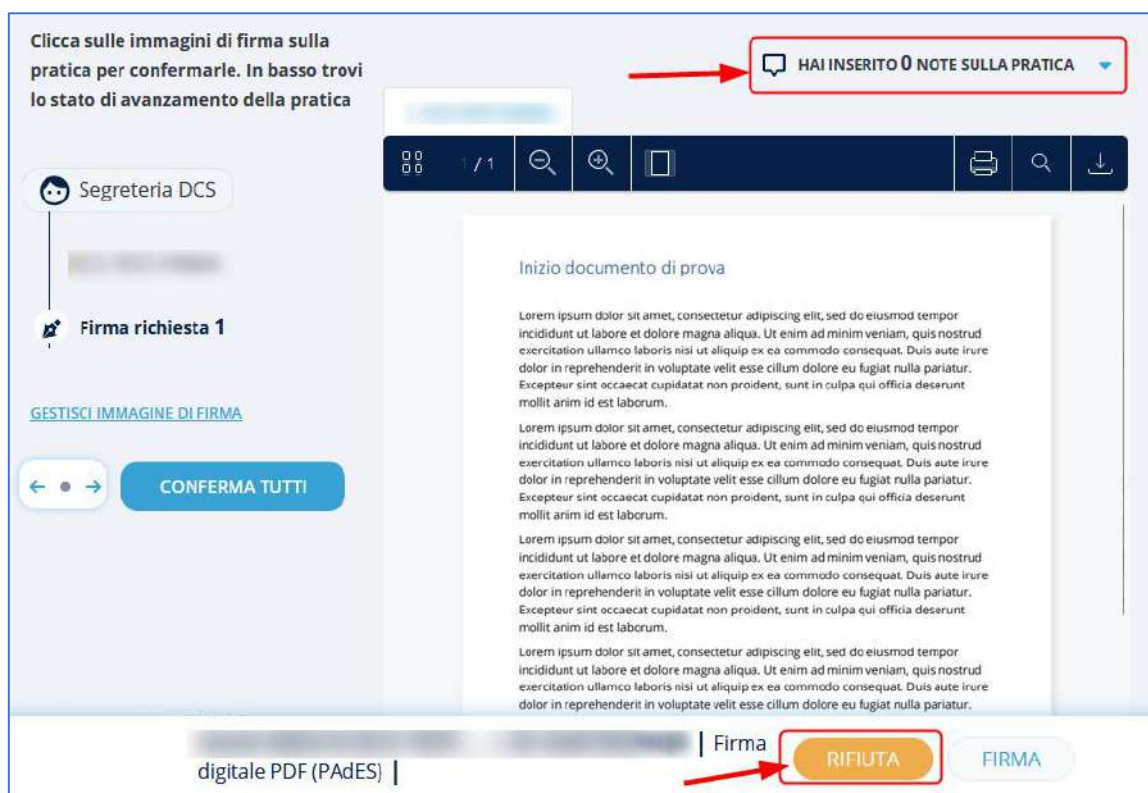 Clicca sulle immagini di firma sulla
pratica per confermarle. In basso trovi
lo stato di avanzamento della pratica
HAI INSERITO 0 NOTE SULLA PRATICA
1 / 1
Segreteria DCS
Firma richiesta 1
GESTISCI IMMAGINE DI FIRMA
CONFERMA TUTTI
Inizio documento di prova
Lorem ipsum dolor sit amet, consectetur adipiscing elit, sed do eiusmod tempor
incididunt ut labore et dolore magna aliqua. Ut enim ad minim veniam, quis nostrud
exercitation ullamco laboris nisi ut aliquip ex ea commodo consequat. Duis aute irure
dolor in reprehenderit in voluptate velit esse cillum dolore eu fugiat nulla pariatur.
Excepteur sint occaecat cupidatat non proident, sunt in culpa qui officia deserunt
mollit anim id est laborum.
Lorem ipsum dolor sit amet, consectetur adipiscing elit, sed do eiusmod tempor
incididunt ut labore et dolore magna aliqua. Ut enim ad minim veniam, quis nostrud
exercitation ullamco laboris nisi ut aliquip ex ea commodo consequat. Duis aute irure
dolor in reprehenderit in voluptate velit esse cillum dolore eu fugiat nulla pariatur.
Excepteur sint occaecat cupidatat non proident, sunt in culpa qui officia deserunt
mollit anim id est laborum.
Lorem ipsum dolor sit amet, consectetur adipiscing elit, sed do eiusmod tempor
incididunt ut labore et dolore magna aliqua. Ut enim ad minim veniam, quis nostrud
exercitation ullamco laboris nisi ut aliquip ex ea commodo consequat. Duis aute irure
dolor in reprehenderit in voluptate velit esse cillum dolore eu fugiat nulla pariatur.
Excepteur sint occaecat cupidatat non proident, sunt in culpa qui officia deserunt
mollit anim id est laborum.
Lorem ipsum dolor sit amet, consectetur adipiscing elit, sed do eiusmod tempor
incididunt ut labore et dolore magna aliqua. Ut enim ad minim veniam, quis nostrud
exercitation ullamco laboris nisi ut aliquip ex ea commodo consequat. Duis aute irure
dolor in reprehenderit in voluptate velit esse cillum dolore eu fugiat nulla pariatur.
| Firma
digitale PDF (PAdES) |
RIFIUTA
FIRMA